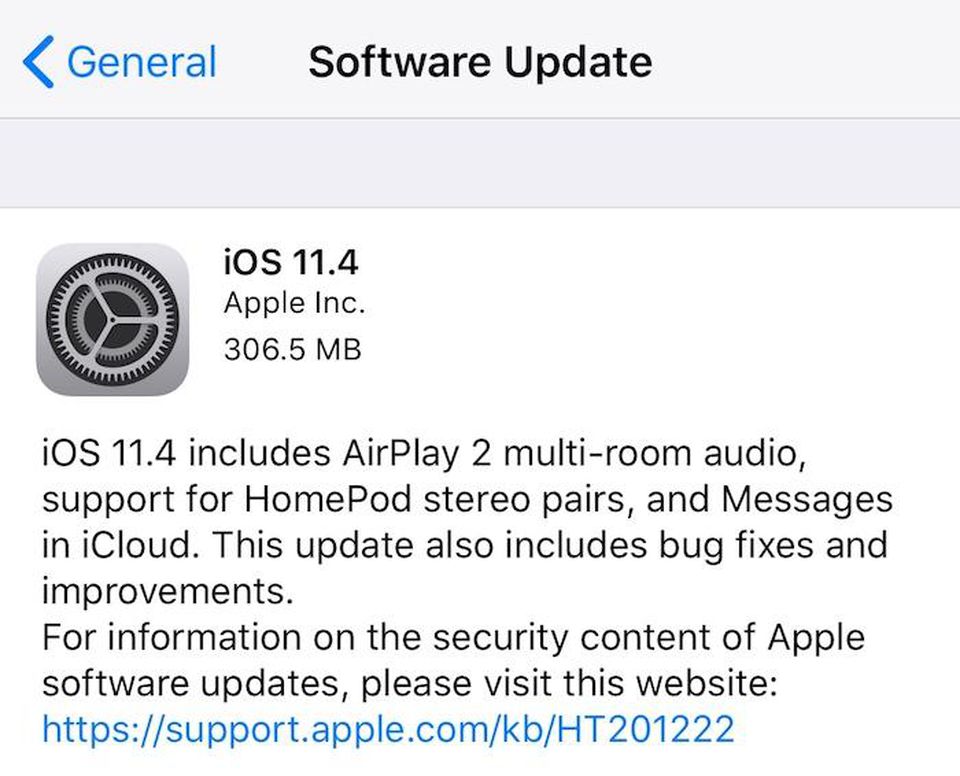 General
Software Update
iOS 11.4
Apple Inc.
306.5 MB
iOS 11.4 includes AirPlay 2 multi-room audio,
support for HomePod stereo pairs, and Messages
in iCloud. This update also includes bug fixes and
improvements.
For information on the security content of Apple
software updates, please visit this website:
https://support.apple.com/kb/HT201222